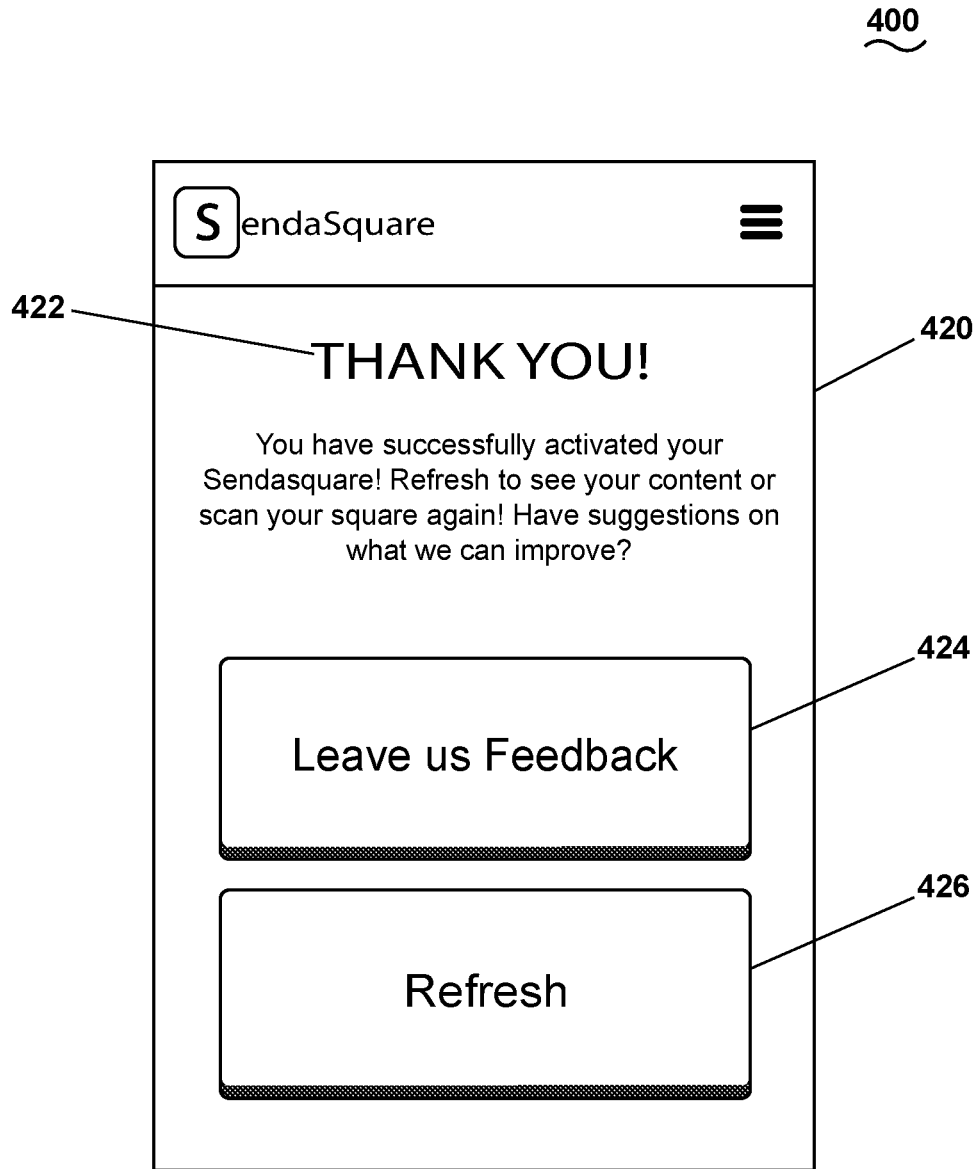 400
SendaSquare
422
THANK YOU!
420
You have successfully activated your
Sendasquare! Refresh to see your content or
scan your square again! Have suggestions on
what we can improve?
424
Leave us Feedback
426
Refresh